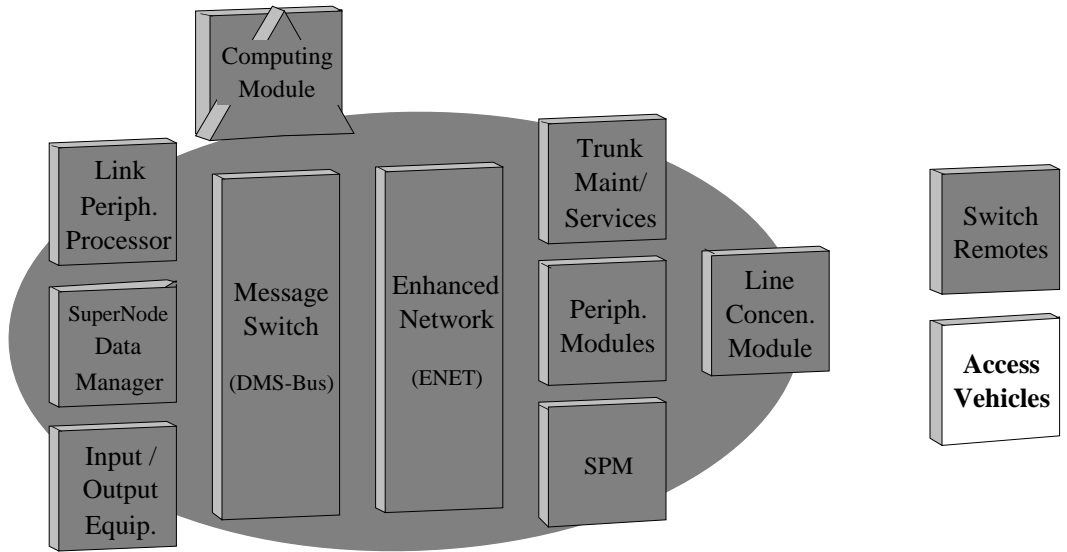 Computing
Module
Link
Periph.
Processor
SuperNode
Data
Manager
Input /
Output
Equip.
Message
Switch
(DMS-Bus)
Enhanced
Network
(ENET)
Trunk
Maint/
Services
Periph.
Modules
SPM
Line
Concen.
Module
Switch
Remotes
Access
Vehicles